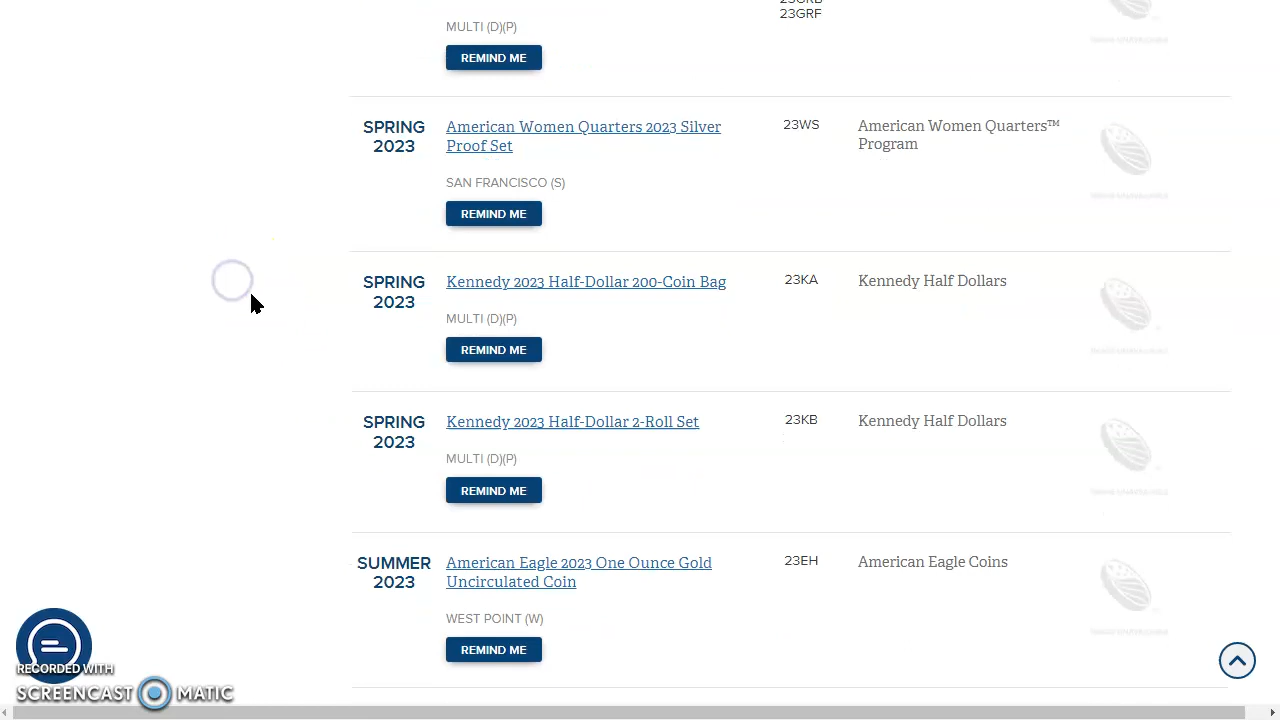 23GRB
23GRF
MULTI (D)(P)
REMIND ME
SPRING 2023
American Women Quarters 2023 Silver
Proof Set
23WS
American Women Quarters™
Program
SAN FRANCISCO (S)
REMIND ME
SPRING 2023
Kennedy 2023 Half-Dollar 200-Coin Bag
23KA
Kennedy Half Dollars
MULTI (D)(P)
REMIND ME
SPRING 2023
Kennedy 2023 Half-Dollar 2-Roll Set
23KB
Kennedy Half Dollars
MULTI (D)(P)
REMIND ME
SUMMER 2023
American Eagle 2023 One Ounce Gold
Uncirculated Coin
23EH
American Eagle Coins
WEST POINT (W)
REMIND ME
RECORDED WITH
SCREENCAST MATIC